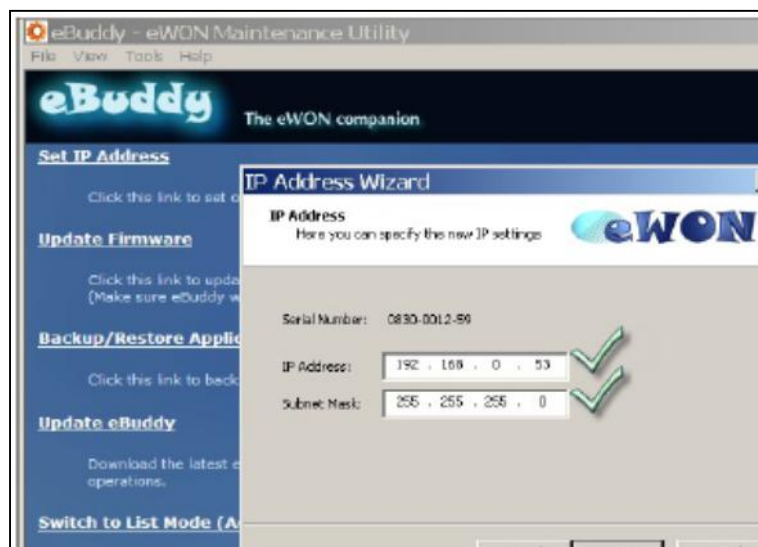 eBuddy - eWON Maintenance Utility
File View Tools Help
eBuddy The eWON companion
Set IP Address
Click this link to set o
IP Address Wizard
IP Address
Here you can specify the new IP settings
eWON
Update Firmware
Click this link to upda
(Make sure eBuddy w
Serial Number: 0830-0012-59
Backup/Restore Applic
IP Address: 192 . 168 . 0 . 53
Click this link to back
Subnet Mask: 255 . 255 . 255 . 0
Update eBuddy
Download the latest e
operations.
Switch to List Mode (A